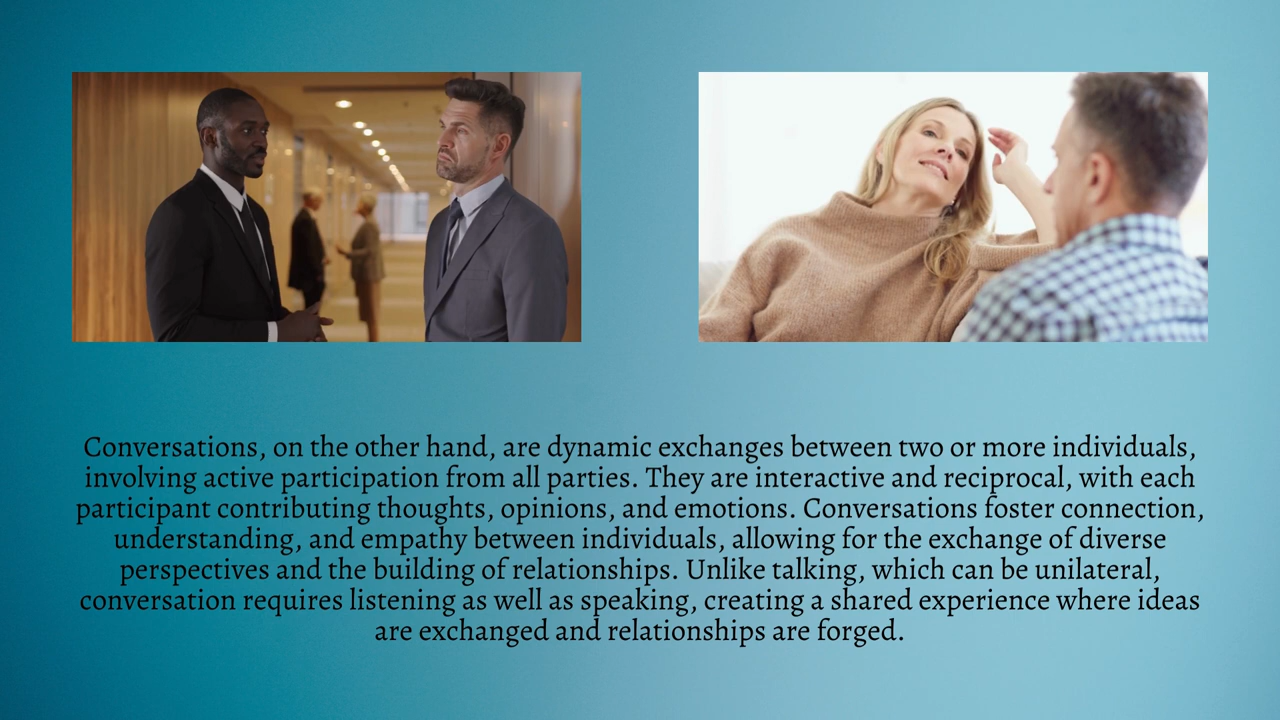 Conversations, on the other hand, are dynamic exchanges between two or more individuals,
involving active participation from all parties. They are interactive and reciprocal, with each
participant contributing thoughts, opinions, and emotions. Conversations foster connection,
understanding, and empathy between individuals, allowing for the exchange of diverse
perspectives and the building of relationships. Unlike talking, which can be unilateral,
conversation requires listening as well as speaking, creating a shared experience where ideas
are exchanged and relationships are forged.